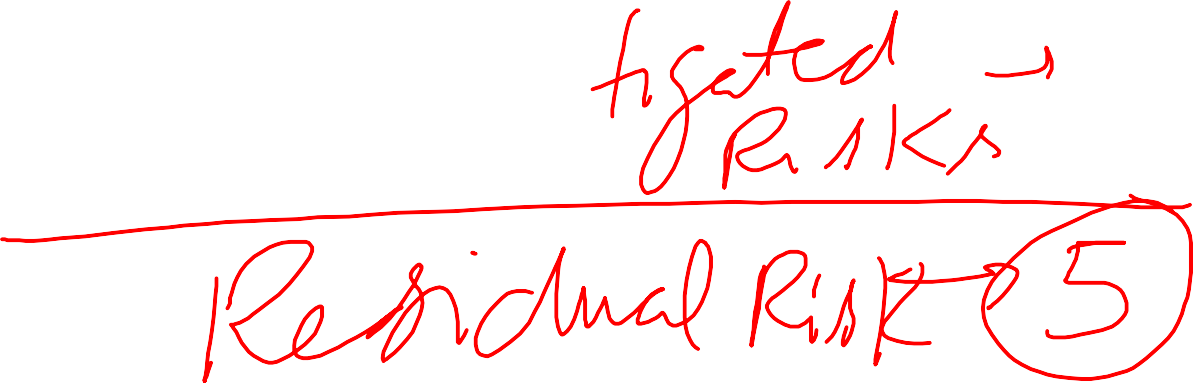 tigated →
Risks
Residual Risk → 5